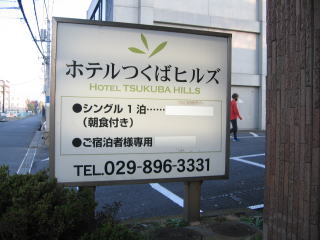 ホテルつくばヒルズ
HOTEL TSUKUBA HILLS
●シングル1泊……
(朝食付き)
●ご宿泊者様専用
TEL.029-896-3331